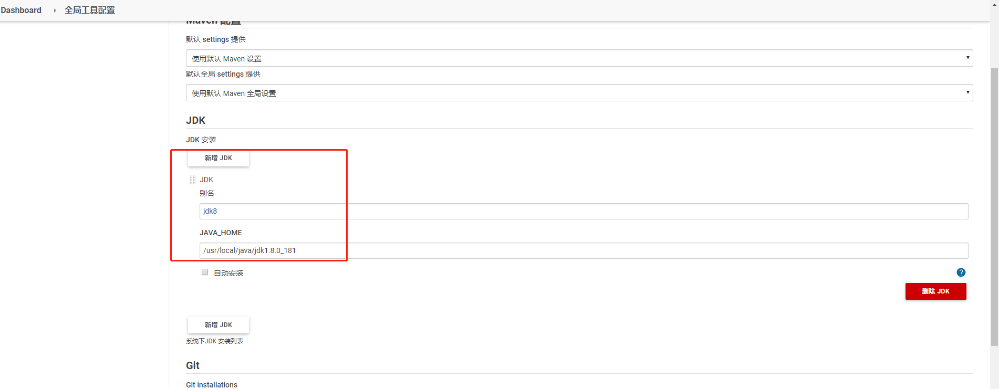 Dashboard
全局工具配置
Maven 配置
默认 settings 提供
使用默认 Maven 设置
默认全局 settings 提供
使用默认 Maven 全局设置
JDK
JDK 安装
新增 JDK
JDK
别名
jdk8
JAVA_HOME
/usr/local/java/jdk1.8.0_181
自动安装
?
删除 JDK
新增 JDK
系统下JDK 安装列表
Git
Git installations